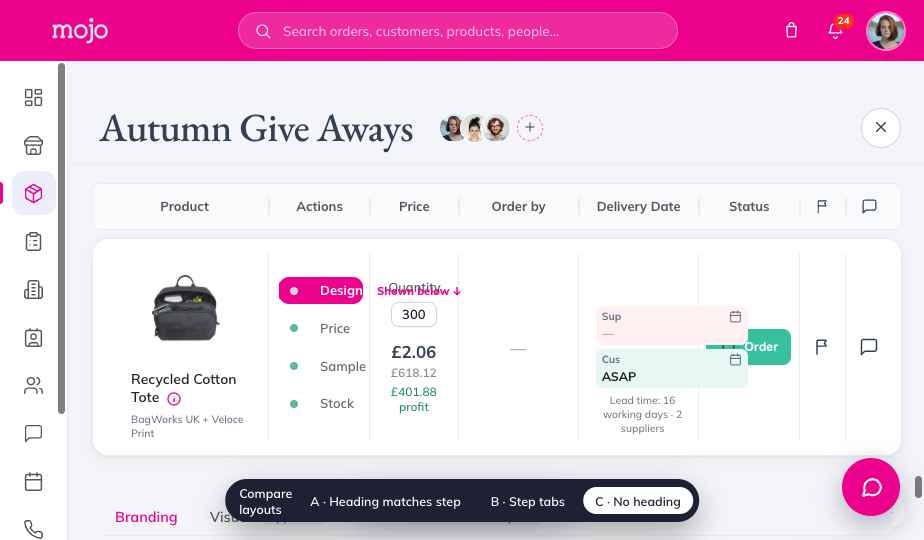 mojo
Search orders, customers, products, people...
24
Autumn Give Aways
Product
Actions
Price
Order by
Delivery Date
Status
Design
Shown below ↓
Quantity
300
Price
Sample
Stock
£2.06
£618.12
£401.88
profit
—
Sup
—
Cus
ASAP
Lead time: 16
working days · 2
suppliers
Order
Recycled Cotton
Tote
BagWorks UK + Veloce
Print
Compare
layouts
A · Heading matches step
B · Step tabs
C · No heading
Branding